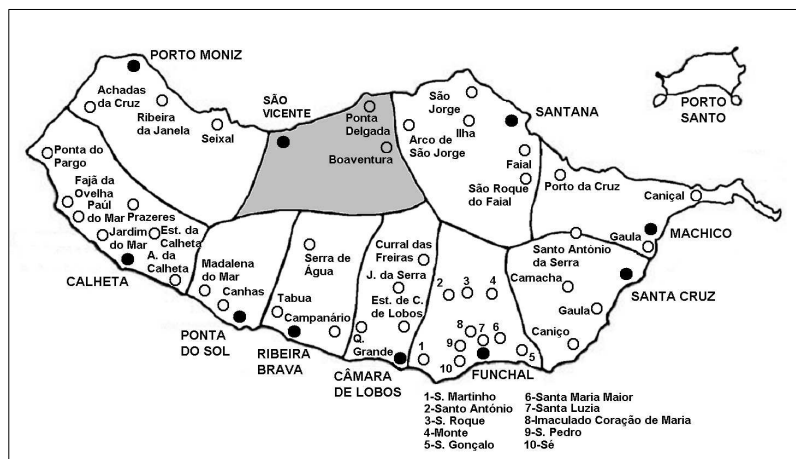 PORTO MONIZ
Achadas
da Cruz
Ribeira
da Janela
Seixal
SÃO
VICENTE
Ponta
Delgada
Boaventura
São
Jorge
Ilha
Arco de
São Jorge
SANTANA
Faial
São Roque
do Faial
PORTO
SANTO
Ponta do
Pargo
Fajã da
Ovelha
Paúl
do Mar
Prazeres
Jardim
do Mar
Est. da
Calheta
A. da
Calheta
CALHETA
Madalena
do Mar
Canhas
PONTA
DO SOL
Serra de
Água
Tabua
Campanário
RIBEIRA
BRAVA
Curral das
Freiras
J. da Serra
Est. de C.
de Lobos
Q.
Grande
CÂMARA
DE LOBOS
2 3 4
8 7 6
9
1 10 5
FUNCHAL
Porto da Cruz
Caniçal
Gaula
MACHICO
Santo António
da Serra
Camacha
SANTA CRUZ
Gaula
Caniço
1-S. Martinho
2-Santo António
3-S. Roque
4-Monte
5-S. Gonçalo
6-Santa Maria Maior
7-Santa Luzia
8-Imaculado Coração de Maria
9-S. Pedro
10-Sé